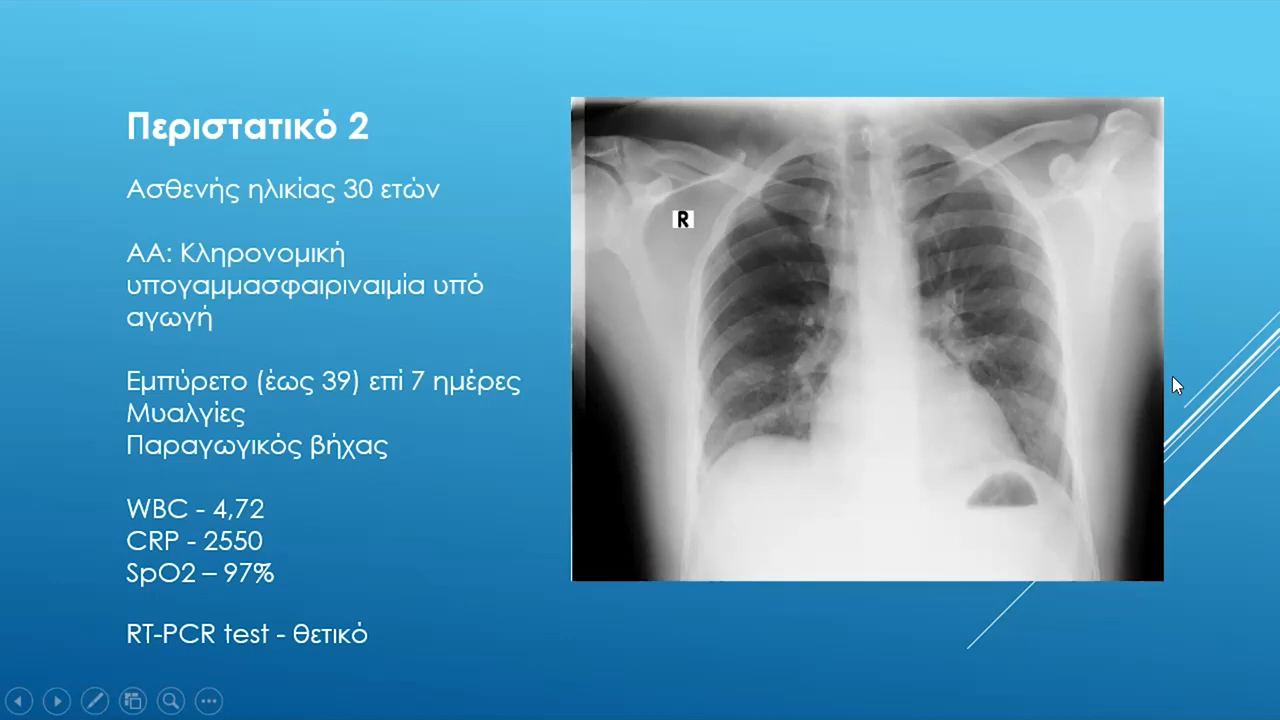 Περιστατικό 2
Ασθενής ηλικίας 30 ετών
ΑΑ: Κληρονομική
υπογαμμασφαιριναιμία υπό
αγωγή
Εμπύρετο (έως 39) επί 7 ημέρες
Μυαλγίες
Παραγωγικός βήχας
WBC - 4,72
CRP - 2550
SpO2 – 97%
RT-PCR test - θετικό
R